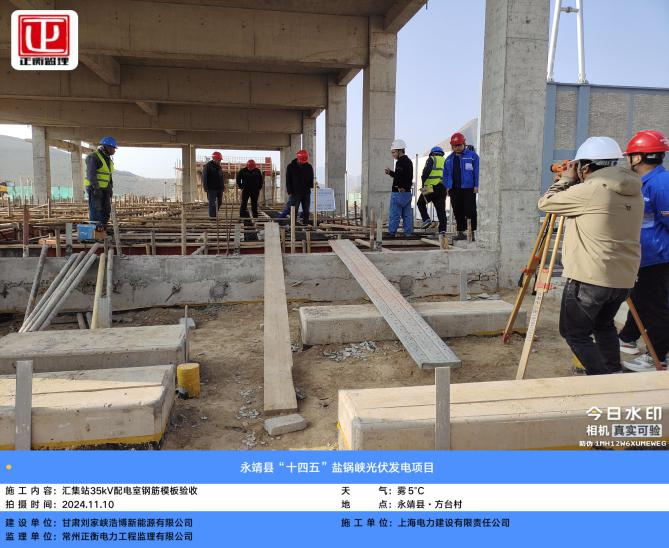 正
正衡监理
今日水印
相机 真实可验
防伪 1MH12W6XUMEWEG
永靖县“十四五”盐锅峡光伏发电项目
施工内容：汇集站35kV配电室钢筋模板验收
天气：雾 5°C
拍摄时间：2024.11.10
地点：永靖县·方台村
建设单位：甘肃刘家峡浩博新能源有限公司
施工单位：上海电力建设有限责任公司
监理单位：常州正衡电力工程监理有限公司